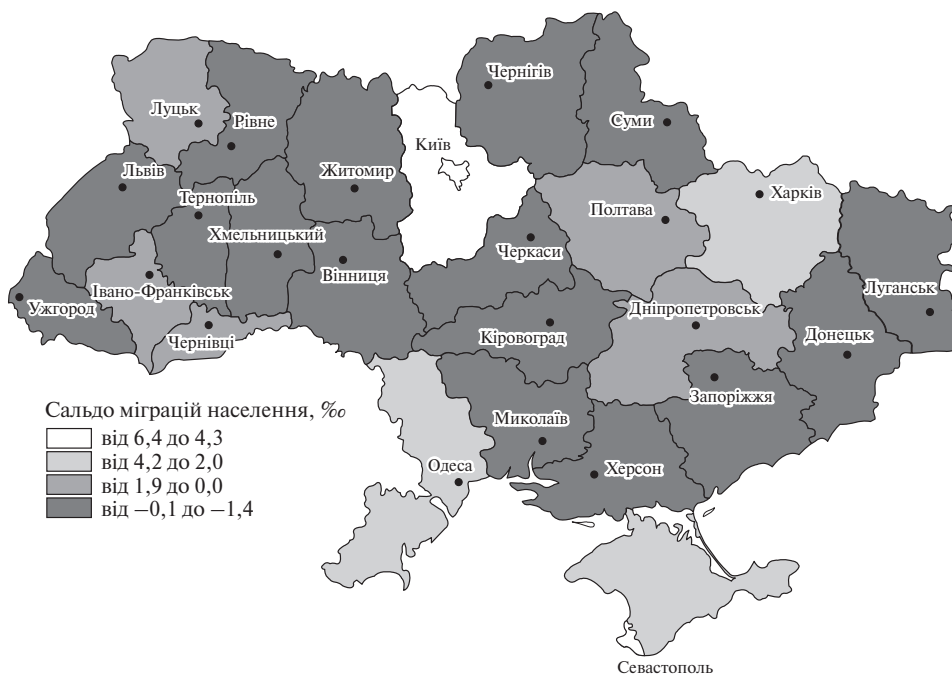 Чернігів
Луцьк
Рівне
Суми
Київ
Львів
Житомир
Харків
Тернопіль
Полтава
Хмельницький
Черкаси
Вінниця
Івано-Франківськ
Луганськ
Ужгород
Дніпропетровськ
Чернівці
Кіровоград
Донецьк
Запоріжжя
Сальдо міграцій населення, ‰
від 6,4 до 4,3
від 4,2 до 2,0
від 1,9 до 0,0
від −0,1 до −1,4
Миколаїв
Одеса
Херсон
Севастополь